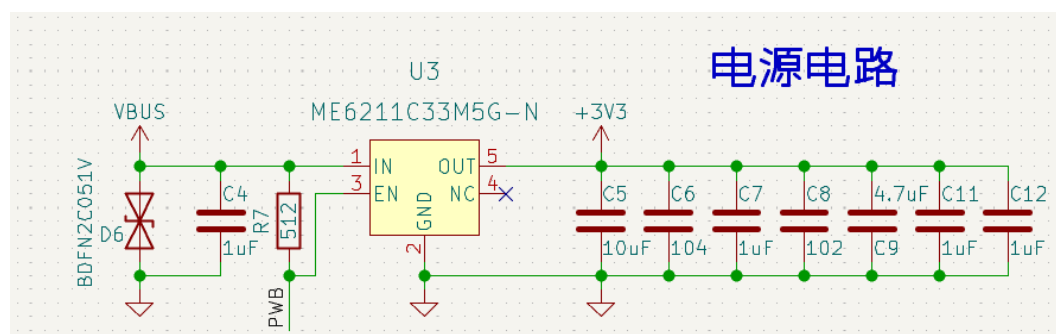 电源电路
U3
ME6211C33M5G-N
VBUS
+3V3
BDFN2C051V
D6
C4
1uF
R7
512
PWB
1
IN
3
EN
OUT
5
NC
4
GND
2
C5
10uF
C6
104
C7
1uF
C8
102
4.7uF
C9
C11
1uF
C12
1uF